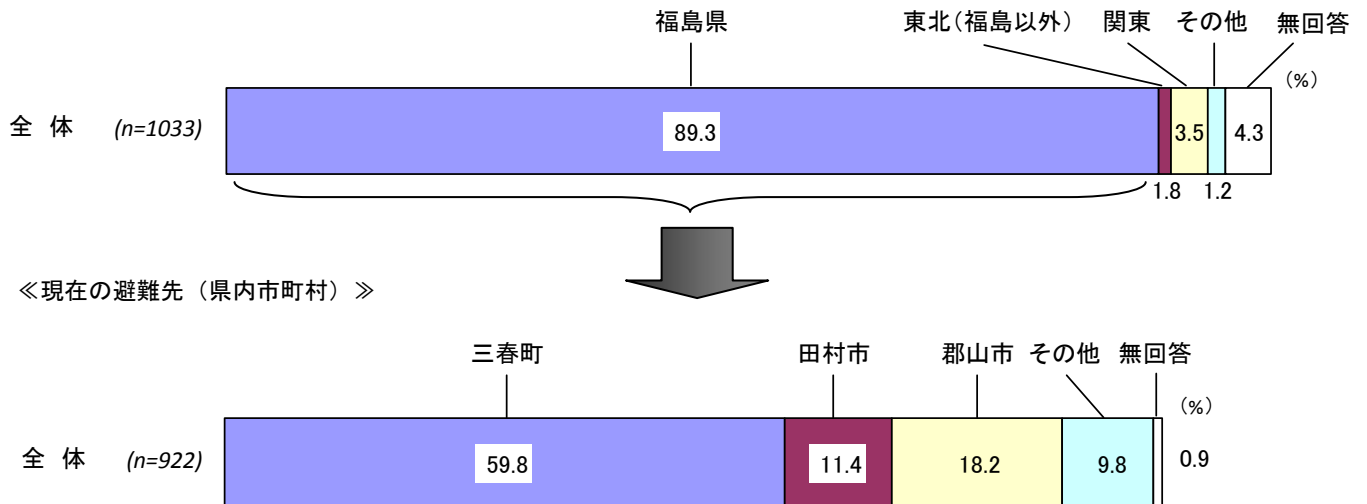 福島県 東北(福島以外) 関東 その他 無回答
(%)
全 体 (n=1033) 89.3 3.5 4.3
1.8 1.2
≪現在の避難先(県内市町村)≫
三春町 田村市 郡山市 その他 無回答
(%)
全 体 (n=922) 59.8 11.4 18.2 9.8 0.9